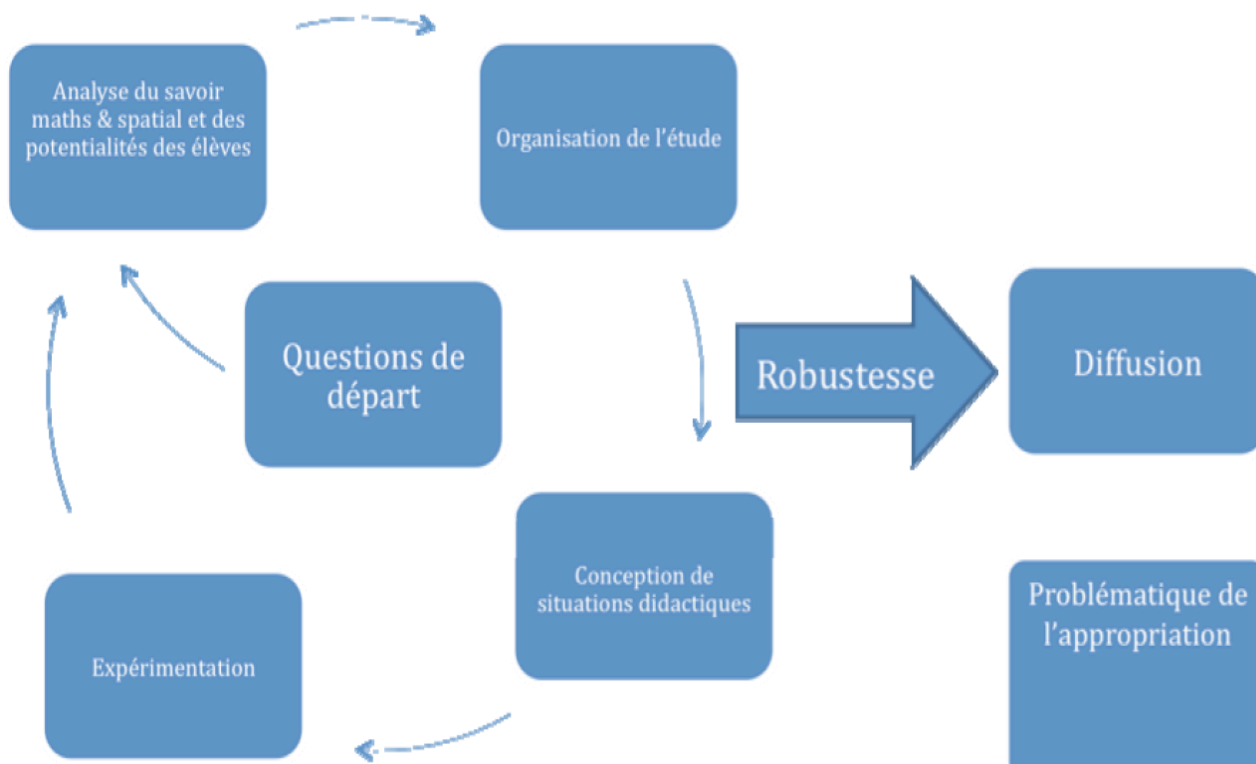 Analyse du savoir
maths & spatial et des
potentialités des élèves
Organisation de l'étude
Questions de
départ
Robustesse
Diffusion
Conception de
situations didactiques
Expérimentation
Problématique de
l'appropriation